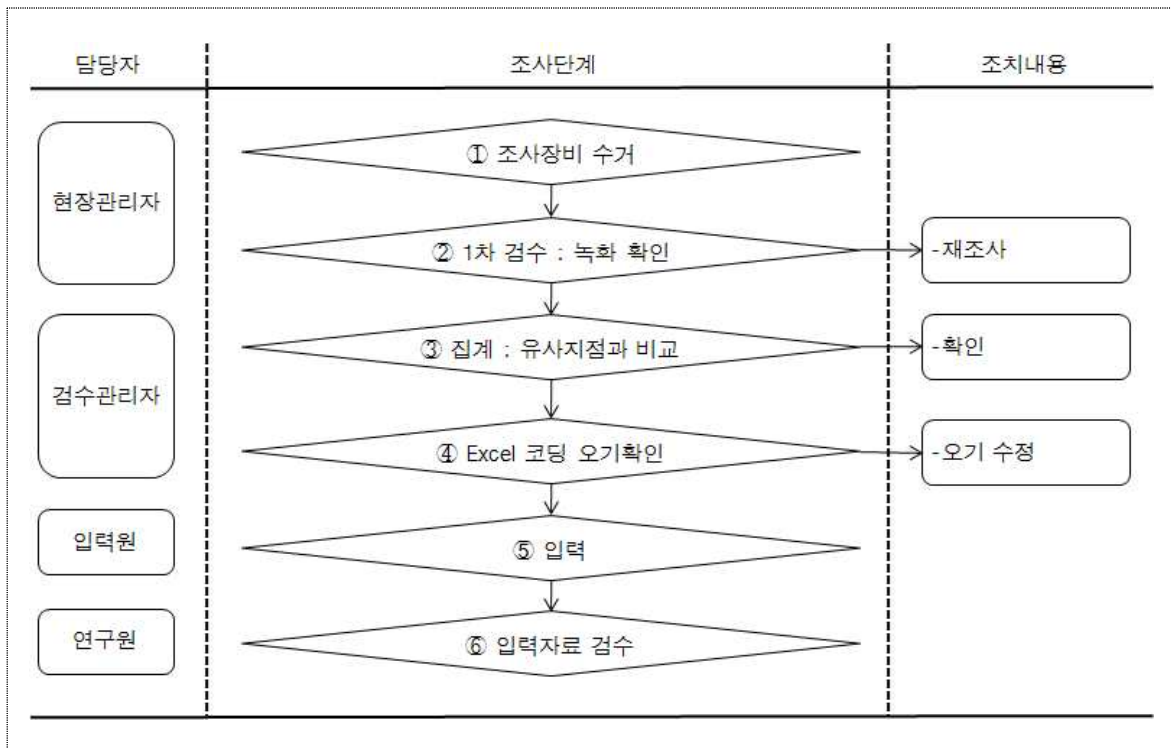 담당자
조사단계
조치내용
현장관리자
① 조사장비 수거
② 1차 검수 : 녹화 확인
-재조사
검수관리자
③ 집계 : 유사지점과 비교
-확인
④ Excel 코딩 오기확인
-오기 수정
입력원
⑤ 입력
연구원
⑥ 입력자료 검수